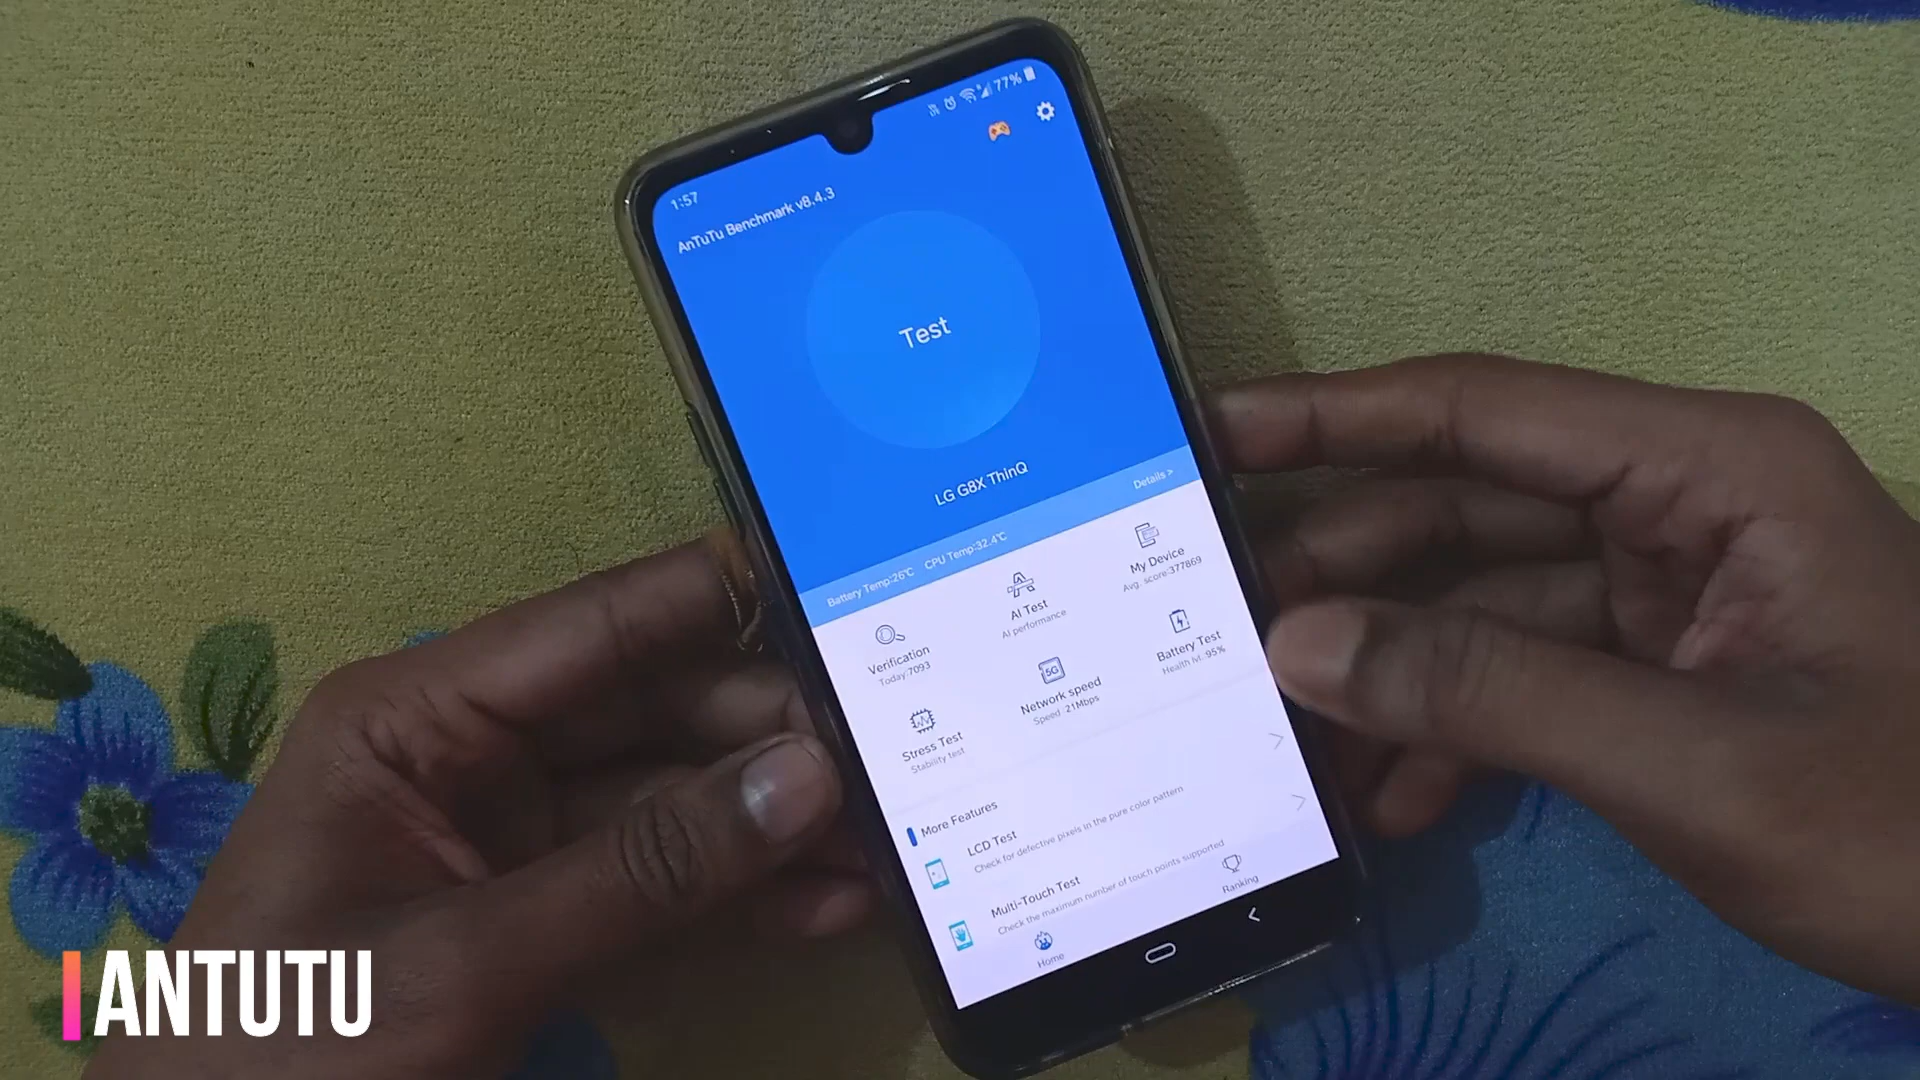 77%
1:57
AnTuTu Benchmark v8.4.3
Test
LG G8X ThinQ
Details >
Battery Temp:26℃ CPU Temp:32.4℃
Verification
Today:7093
AI Test
AI performance
My Device
Avg. score:377869
Stress Test
Stability test
5G
Network speed
Speed :21Mbps
Battery Test
Health lvl.:95%
More Features
LCD Test
Check for defective pixels in the pure color pattern
Multi-Touch Test
Check the maximum number of touch points supported
Home
Ranking
ANTUTU